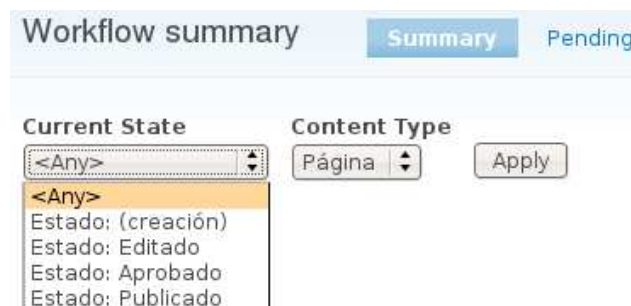 Workflow summary Summary Pending
Current State Content Type
<Any> Página Apply
<Any>
Estado: (creación)
Estado: Editado
Estado: Aprobado
Estado: Publicado